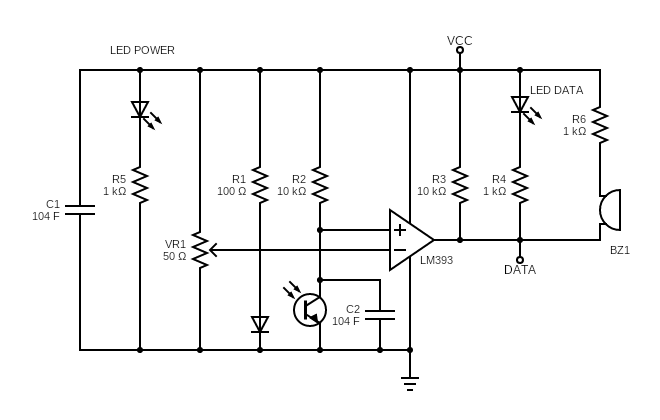 LED POWER
VCC
LED DATA
R6
1 kΩ
R5
1 kΩ
R1
100 Ω
R2
10 kΩ
R3
10 kΩ
R4
1 kΩ
C1
104 F
VR1
50 Ω
LM393
BZ1
DATA
C2
104 F